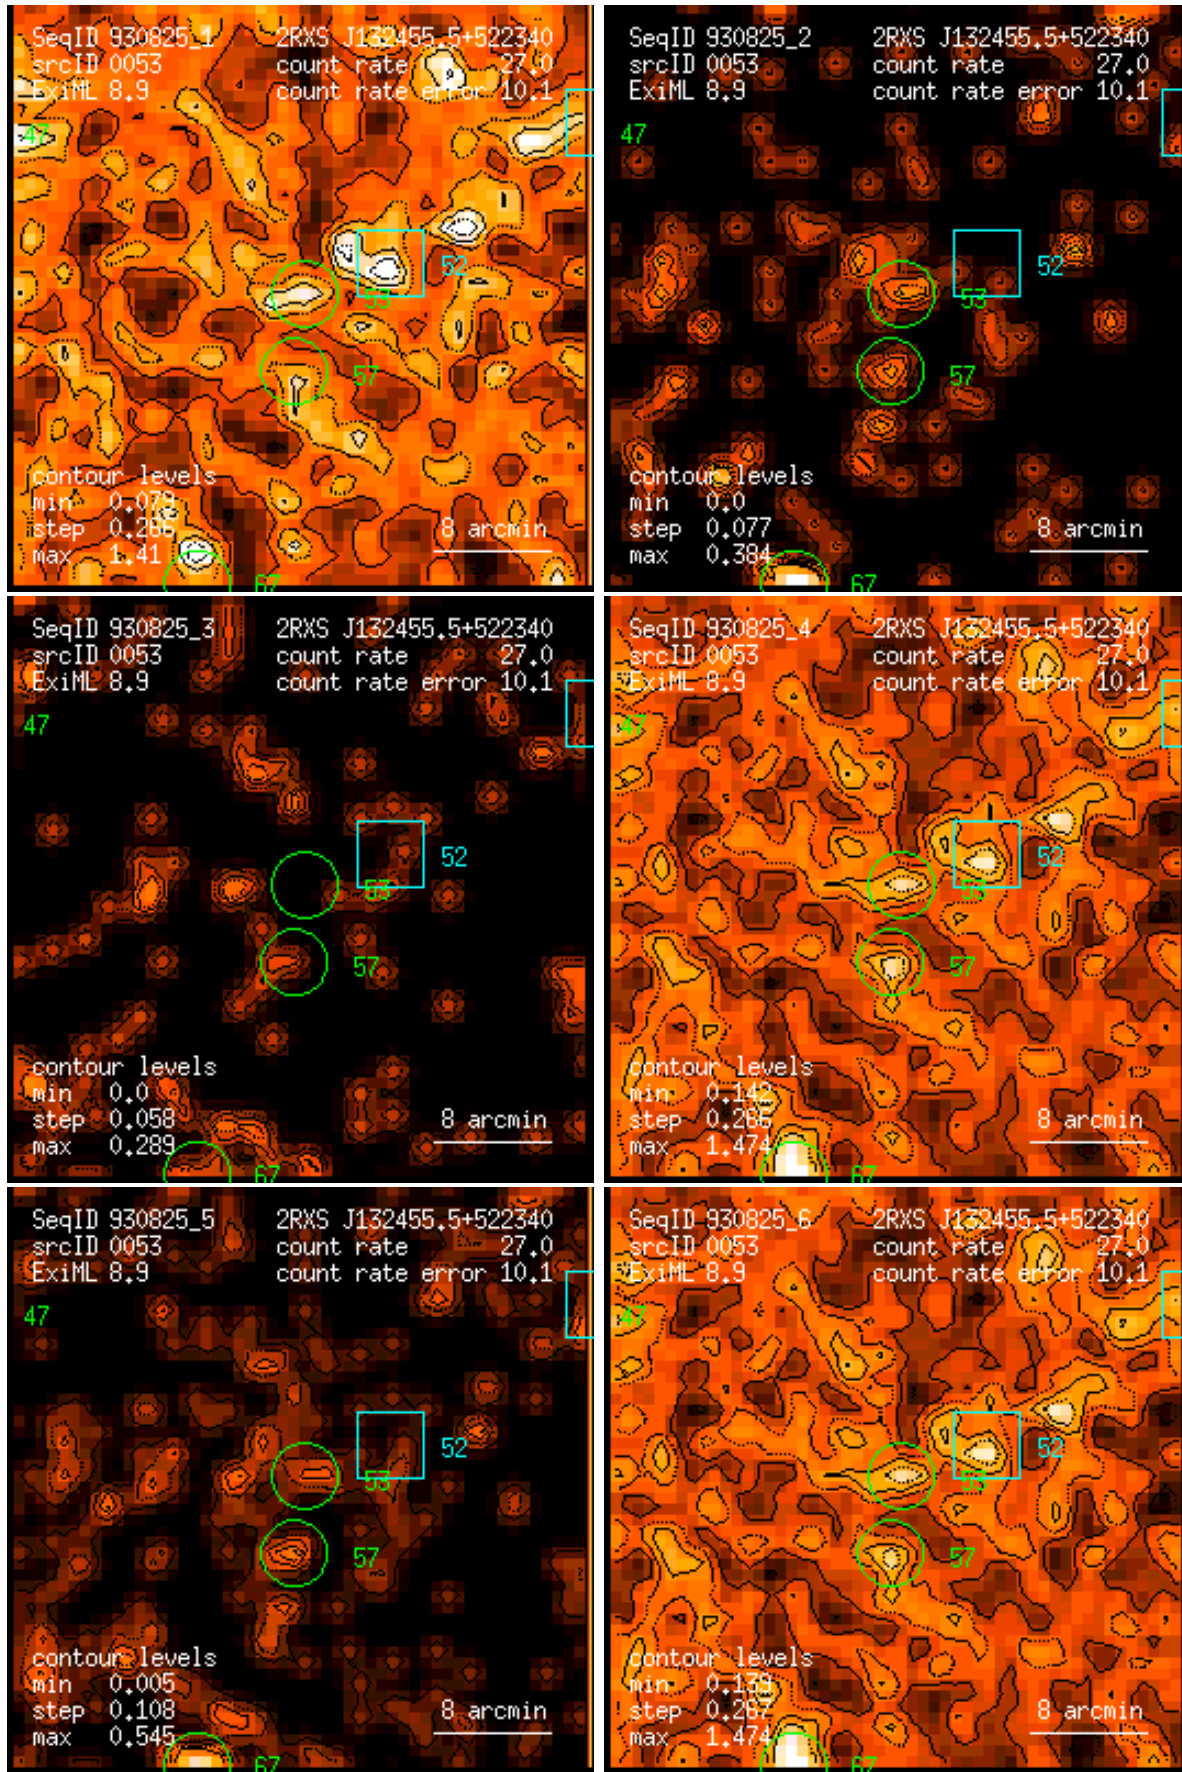 SeqID 930825_1 2RXS J132455.5+522340
srcID 0053 count rate 27.0
ExiML 8.9 count rate error 10.1
47
52
53
57
contour levels
min 0.079
step 0.266
max 1.41
8 arcmin
67
SeqID 930825_2 2RXS J132455.5+522340
srcID 0053 count rate 27.0
ExiML 8.9 count rate error 10.1
47
52
53
57
contour levels
min 0.0
step 0.077
max 0.384
8 arcmin
67
SeqID 930825_3 2RXS J132455.5+522340
srcID 0053 count rate 27.0
ExiML 8.9 count rate error 10.1
47
52
53
57
contour levels
min 0.0
step 0.058
max 0.289
8 arcmin
67
SeqID 930825_4 2RXS J132455.5+522340
srcID 0053 count rate 27.0
ExiML 8.9 count rate error 10.1
47
52
53
57
contour levels
min 0.142
step 0.266
max 1.474
8 arcmin
67
SeqID 930825_5 2RXS J132455.5+522340
srcID 0053 count rate 27.0
ExiML 8.9 count rate error 10.1
47
52
53
57
contour levels
min 0.005
step 0.108
max 0.545
8 arcmin
67
SeqID 930825_6 2RXS J132455.5+522340
srcID 0053 count rate 27.0
ExiML 8.9 count rate error 10.1
47
52
53
57
contour levels
min 0.139
step 0.267
max 1.474
8 arcmin
67